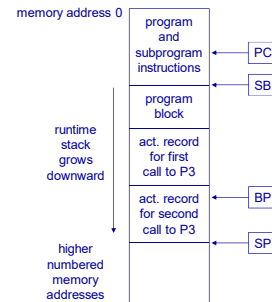 memory address 0
program
and
subprogram
instructions
PC
SB
program
block
runtime
stack
grows
downward
act. record
for first
call to P3
act. record
for second
call to P3
BP
SP
higher
numbered
memory
addresses